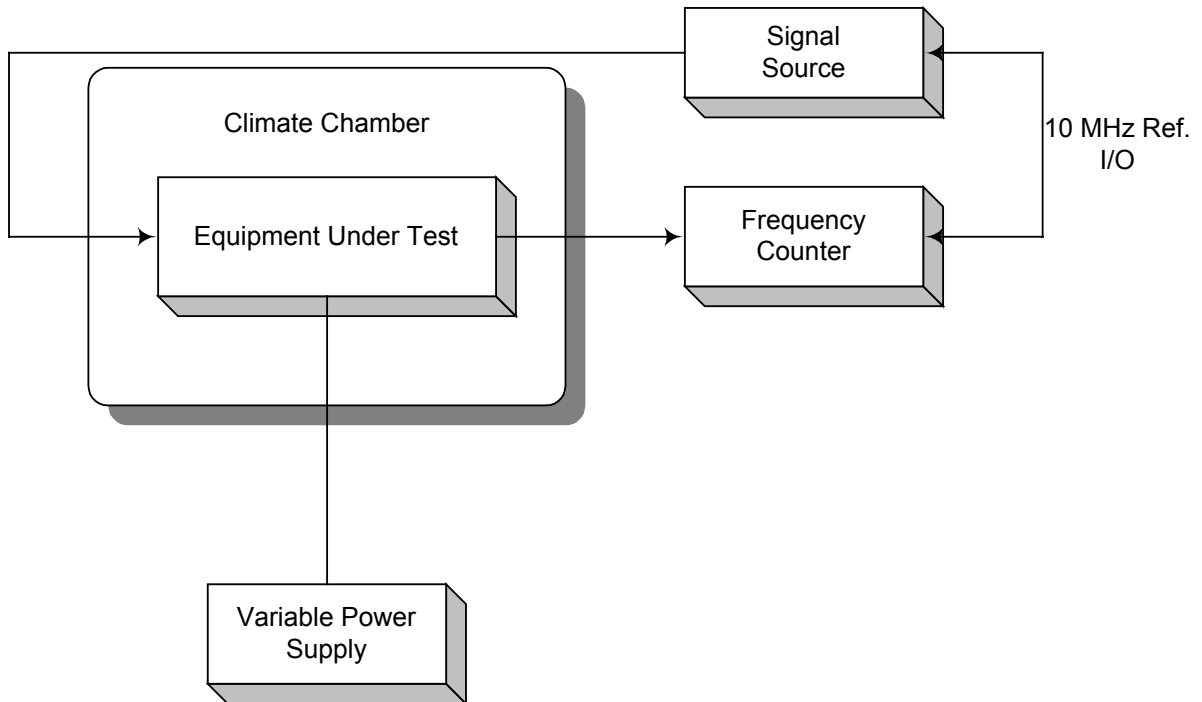 Signal
Source
Climate Chamber
10 MHz Ref.
I/O
Equipment Under Test
Frequency
Counter
Variable Power
Supply